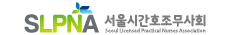 SLPNA 서울시간호조무사회
Seoul Licensed Practical Nurses Association